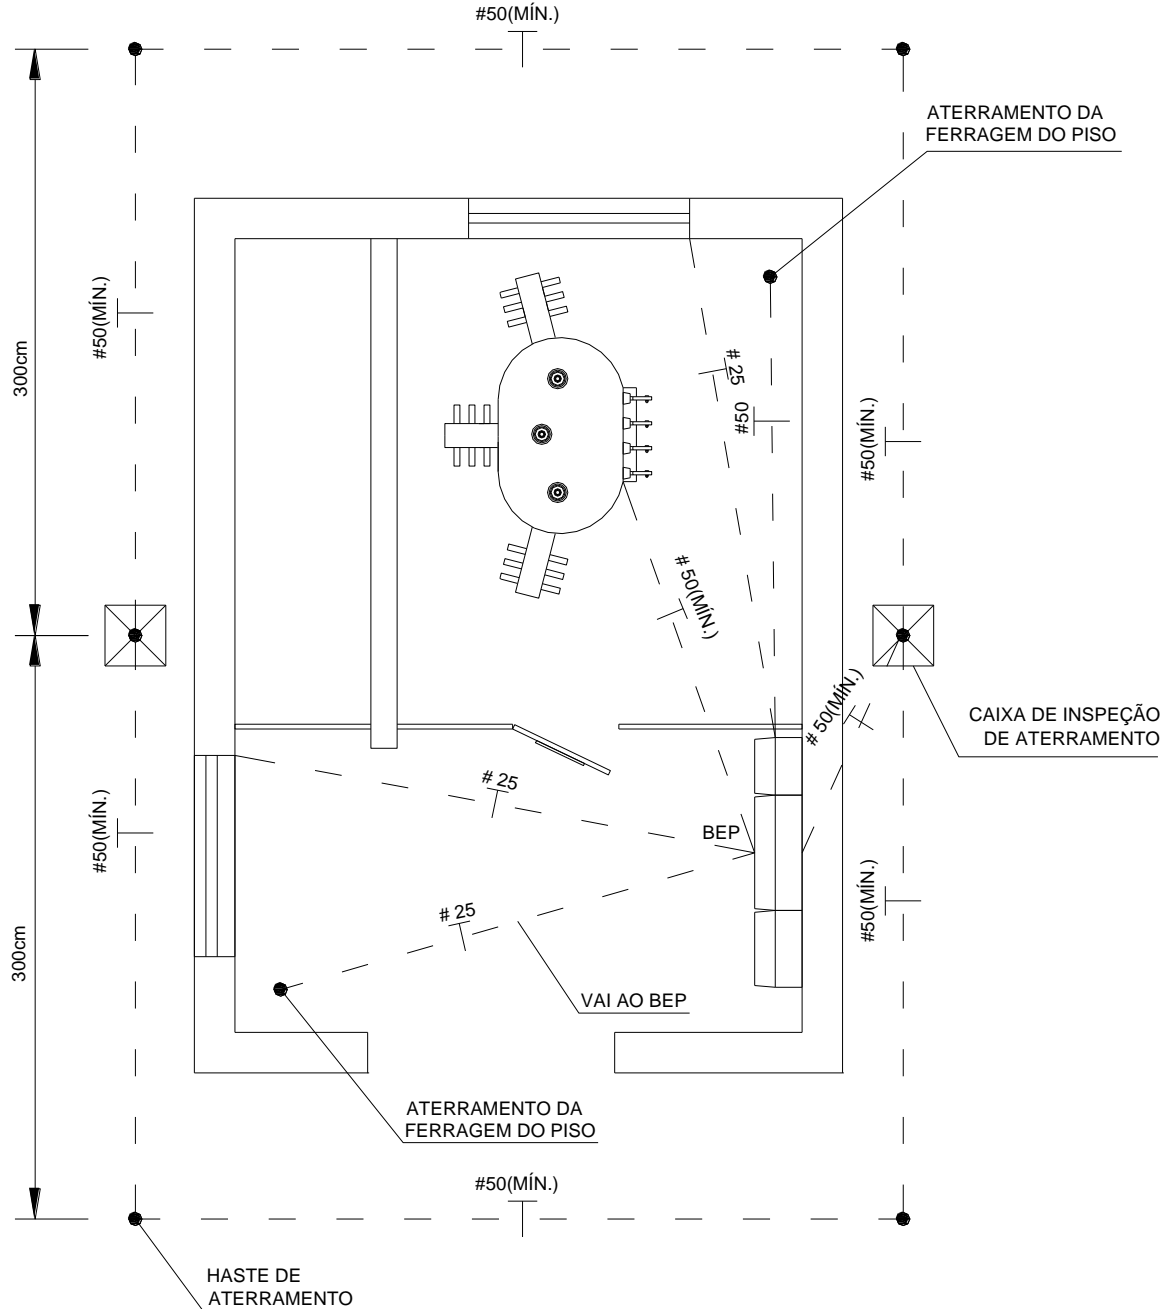 #50(MÍN.)
ATERRAMENTO DA
FERRAGEM DO PISO
#50(MÍN.)
300cm
# 25
#50
#50(MÍN.)
# 50(MÍN.)
# 50(MÍN.)
CAIXA DE INSPEÇÃO
DE ATERRAMENTO
# 25
#50(MÍN.)
BEP
# 25
#50(MÍN.)
300cm
VAI AO BEP
ATERRAMENTO DA
FERRAGEM DO PISO
#50(MÍN.)
HASTE DE
ATERRAMENTO